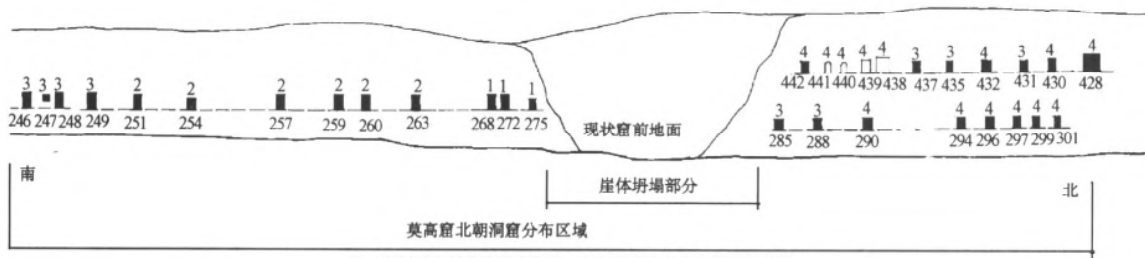 4 4 4 4 4 3 3 4 3 4 4
442 441 440 439 438 437 435 432 431 430 428
3 3 3 3 2 2 2 2 2 2 1 1 1
246 247 248 249 251 254 257 259 260 263 268 272 275
现状窟前地面
3 3 4 4 4 4 4 4
285 288 290 294 296 297 299 301
南
崖体坍塌部分
北
莫高窟北朝洞窟分布区域